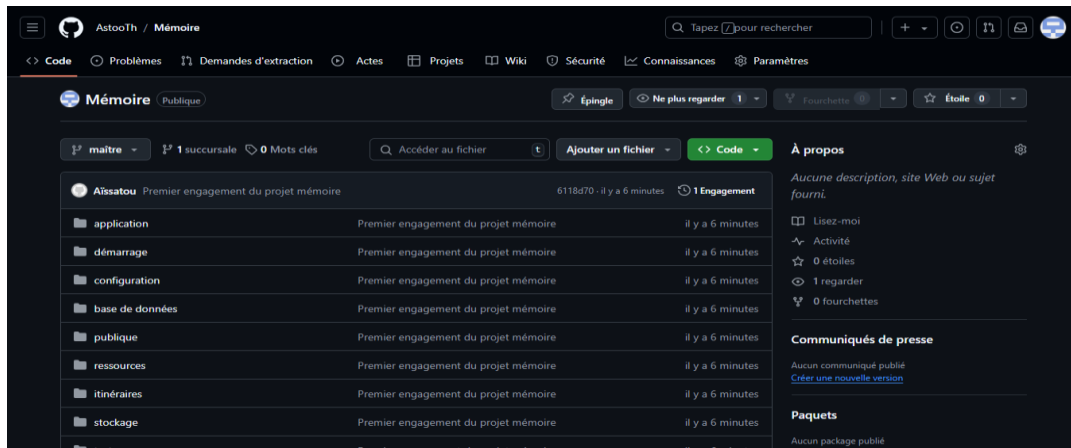 AstooTh / Mémoire
Tapez / pour rechercher
<> Code Problèmes Demandes d'extraction Actes Projets Wiki Sécurité Connaissances Paramètres
Mémoire Publique
Épingle Ne plus regarder 1 Fourchette 0 Étoile 0
maître 1 succursale 0 Mots clés Accéder au fichier t Ajouter un fichier <> Code
Aïssatou Premier engagement du projet mémoire 6118d70 · il y a 6 minutes 1 Engagement
application Premier engagement du projet mémoire il y a 6 minutes
démarrage Premier engagement du projet mémoire il y a 6 minutes
configuration Premier engagement du projet mémoire il y a 6 minutes
base de données Premier engagement du projet mémoire il y a 6 minutes
publique Premier engagement du projet mémoire il y a 6 minutes
ressources Premier engagement du projet mémoire il y a 6 minutes
itinéraires Premier engagement du projet mémoire il y a 6 minutes
stockage Premier engagement du projet mémoire il y a 6 minutes
À propos
Aucune description, site Web ou sujet
fourni.
Lisez-moi
Activité
0 étoiles
1 regarder
0 fourchettes
Communiqués de presse
Aucun communiqué publié
Créer une nouvelle version
Paquets
Aucun package publié